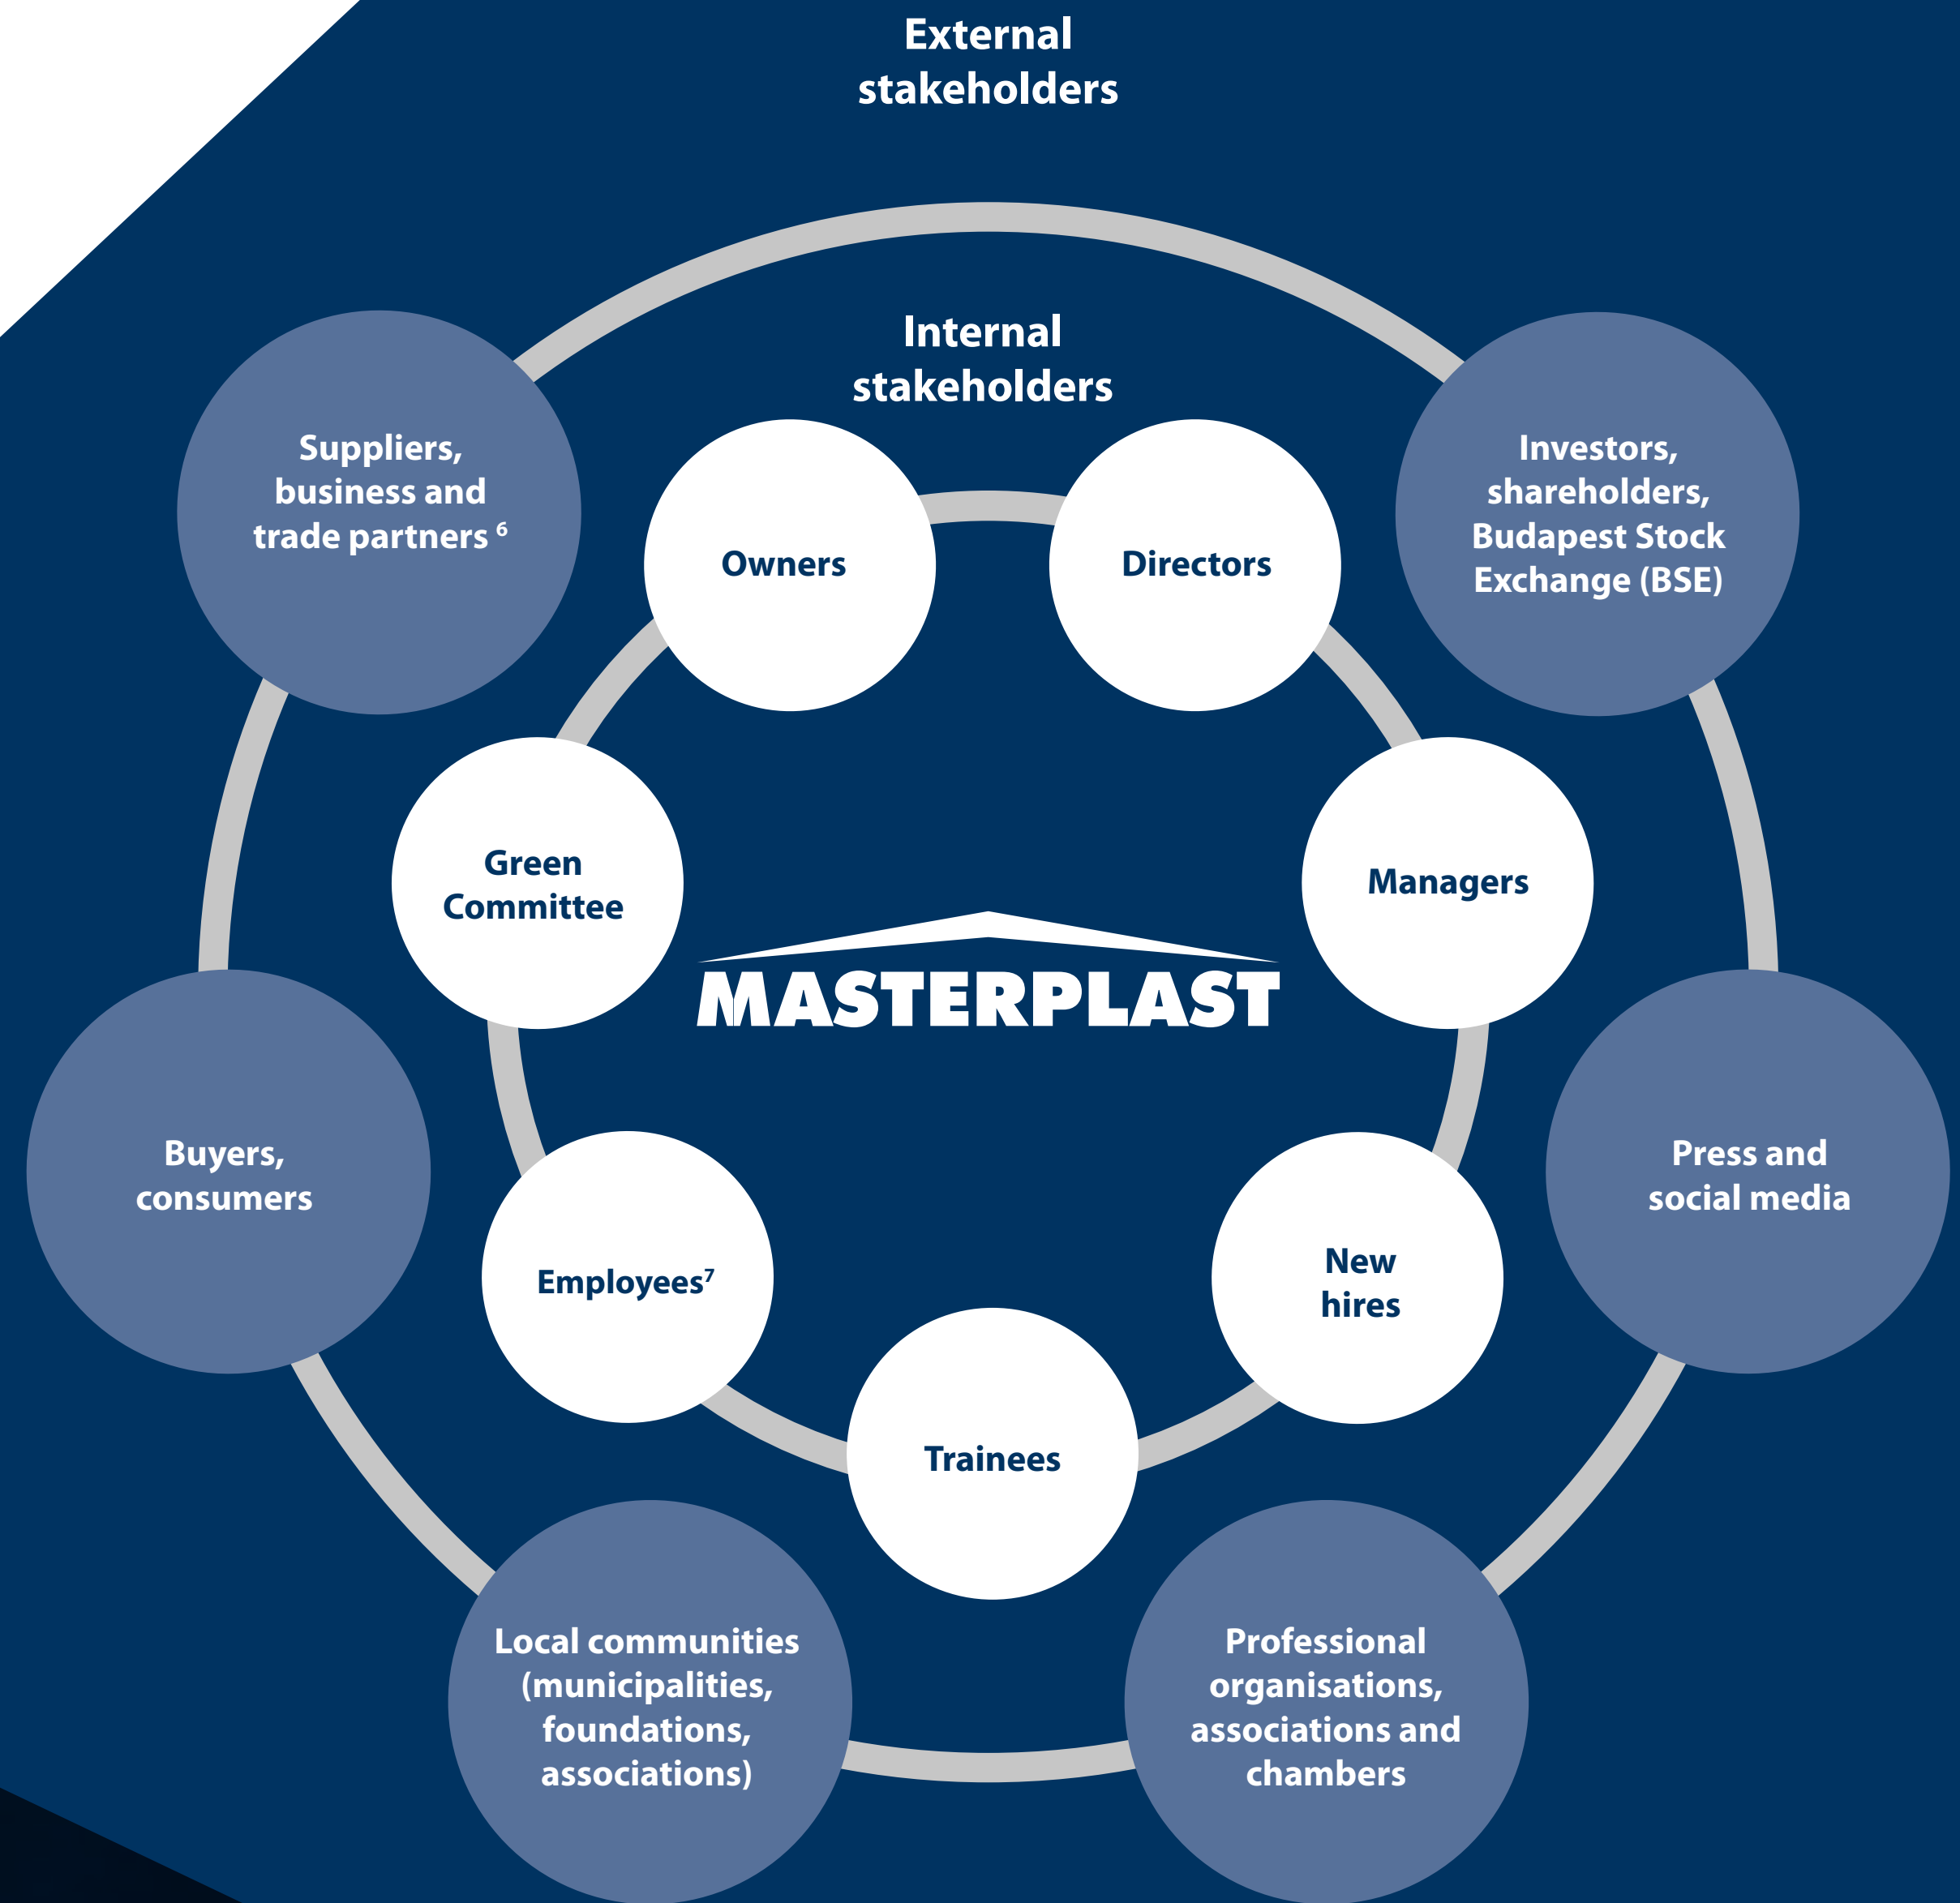 External
stakeholders
Internal
stakeholders
Suppliers,
business and
trade partners ⁶
Investors,
shareholders,
Budapest Stock
Exchange (BSE)
Owners
Directors
Green
Committee
Managers
MASTERPLAST
Buyers,
consumers
Press and
social media
Employees⁷
New
hires
Trainees
Local communities
(municipalities,
foundations,
associations)
Professional
organisations,
associations and
chambers